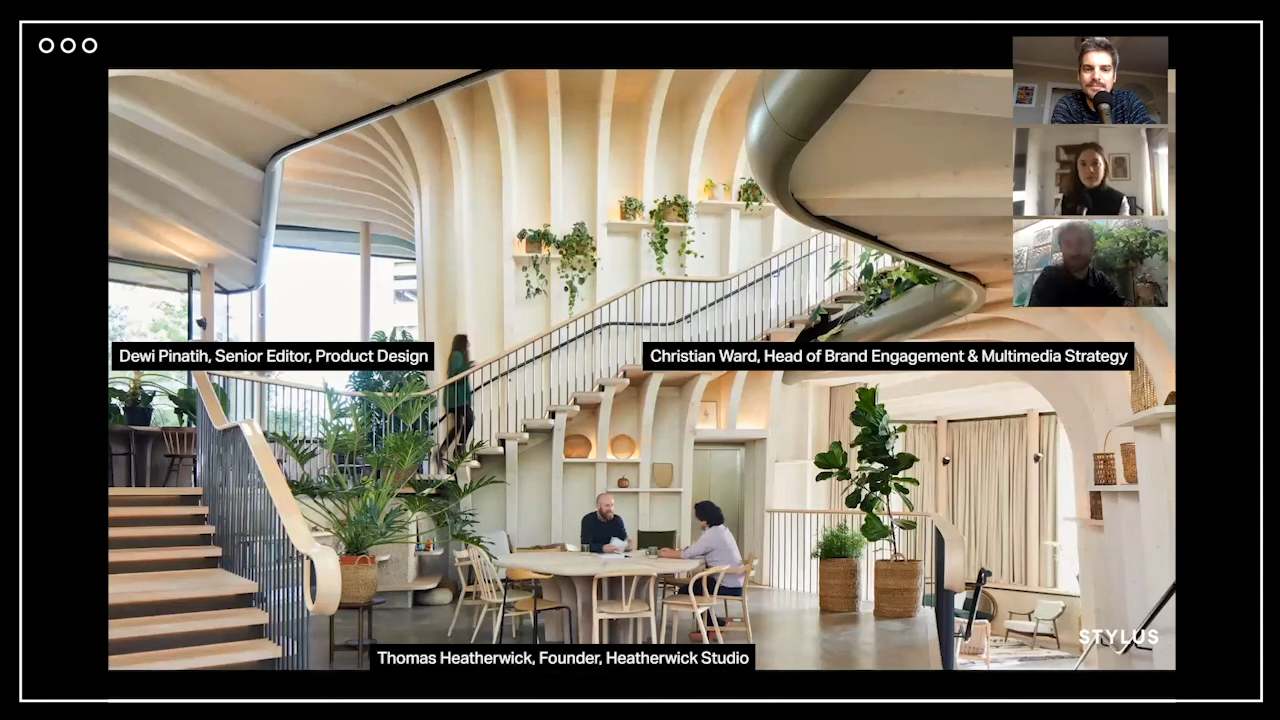 Dewi Pinatih, Senior Editor, Product Design
Christian Ward, Head of Brand Engagement & Multimedia Strategy
STYLUS
Thomas Heatherwick, Founder, Heatherwick Studio